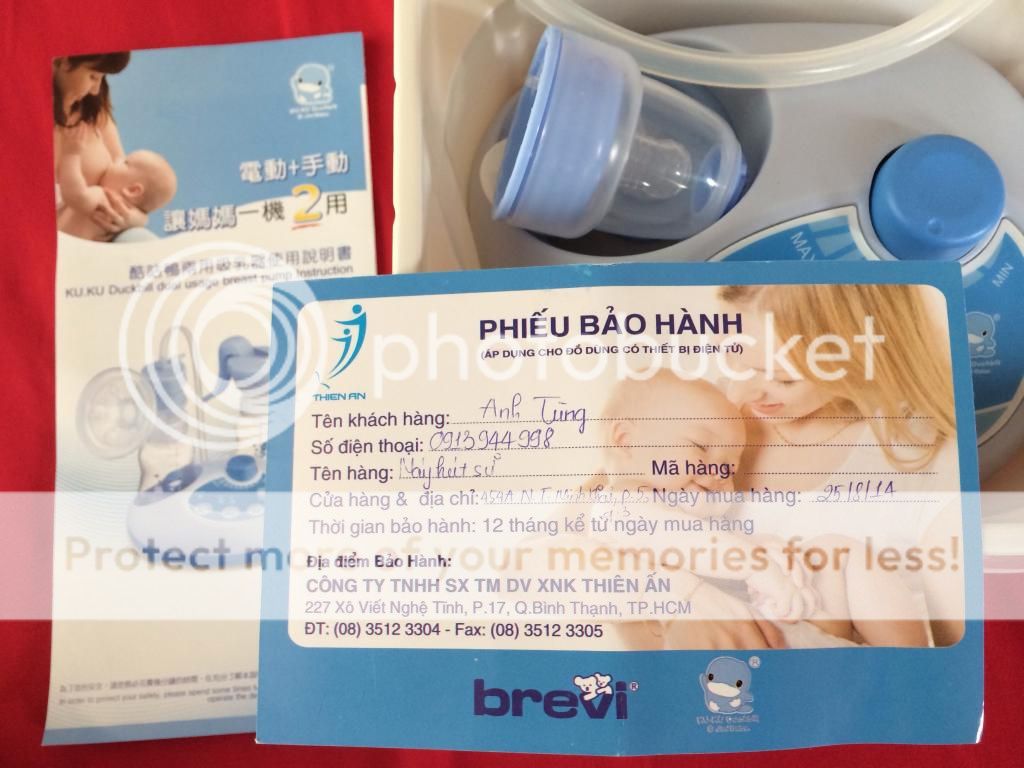 電動+手動
讓媽媽一機2用
酷咕鴨兩用吸乳器使用說明書
KU.KU Duckbill dual usage breast pump Instruction
MAX
MIN
THIEN AN
PHIẾU BẢO HÀNH
(ÁP DỤNG CHO ĐỒ DÙNG CÓ THIẾT BỊ ĐIỆN TỬ)
Tên khách hàng: Anh Tùng
Số điện thoại: 0913944998
Tên hàng: Máy hút sữ Mã hàng:
Cửa hàng & địa chỉ: 454A N.T. Minh Khai, p.5, Ngày mua hàng: 25/8/14
Thời gian bảo hành: 12 tháng kể từ ngày mua hàng
Địa điểm Bảo Hành:
CÔNG TY TNHH SX TM DV XNK THIÊN ẤN
227 Xô Viết Nghệ Tĩnh, P.17, Q.Bình Thạnh, TP.HCM
ĐT: (08) 3512 3304 - Fax: (08) 3512 3305
brevi®
photobucket
Protect more of your memories for less!